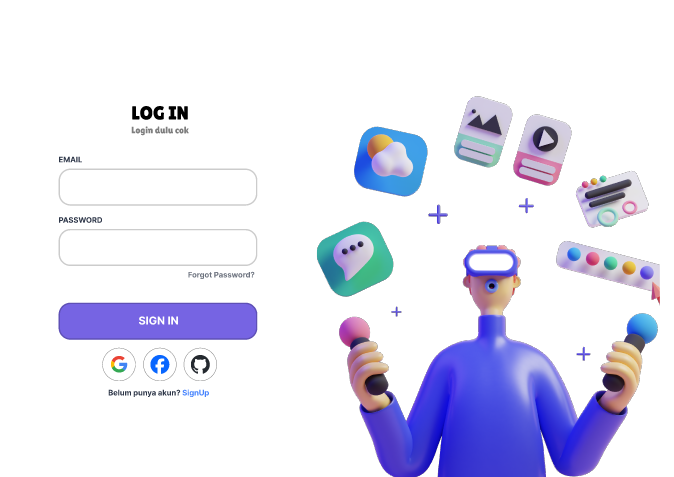 LOG IN
Login dulu cok
EMAIL
PASSWORD
Forgot Password?
SIGN IN
Belum punya akun? SignUp